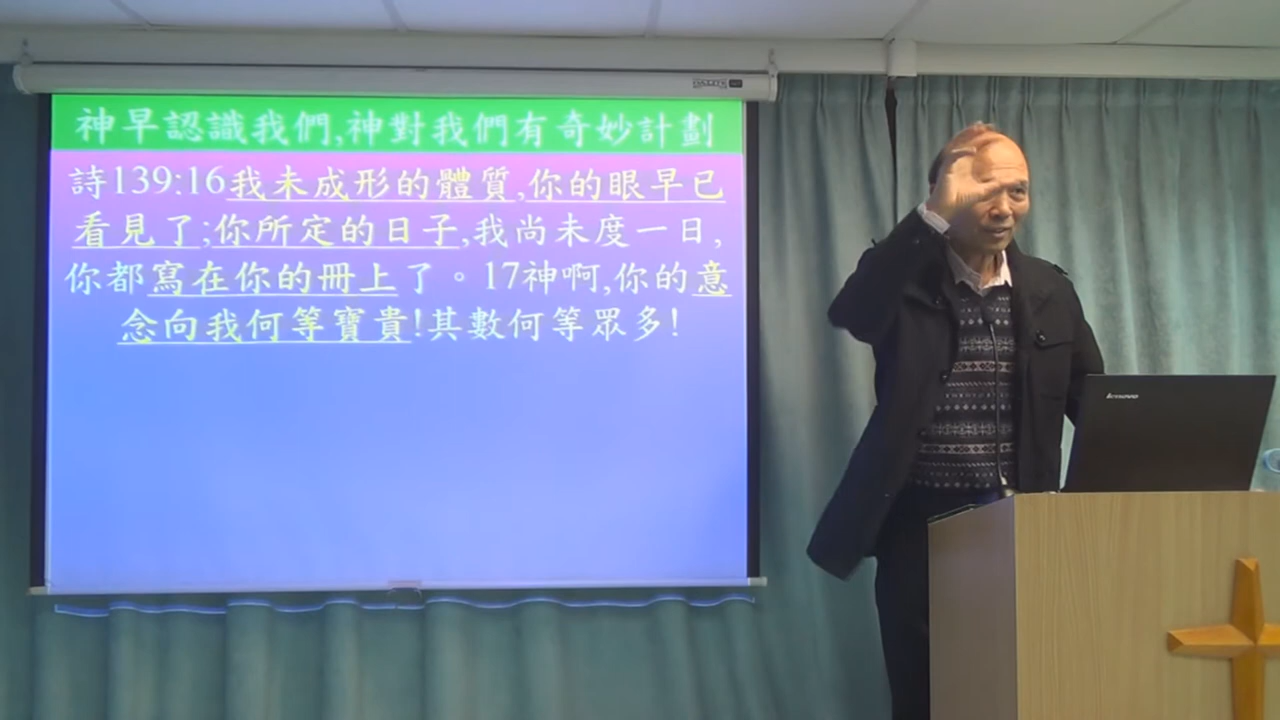 神早認識我們,神對我們有奇妙計劃
詩139:16我未成形的體質,你的眼早已
看見了;你所定的日子,我尚未度一日,
你都寫在你的冊上了。17神啊,你的意
念向我何等寶貴!其數何等眾多!
lenovo